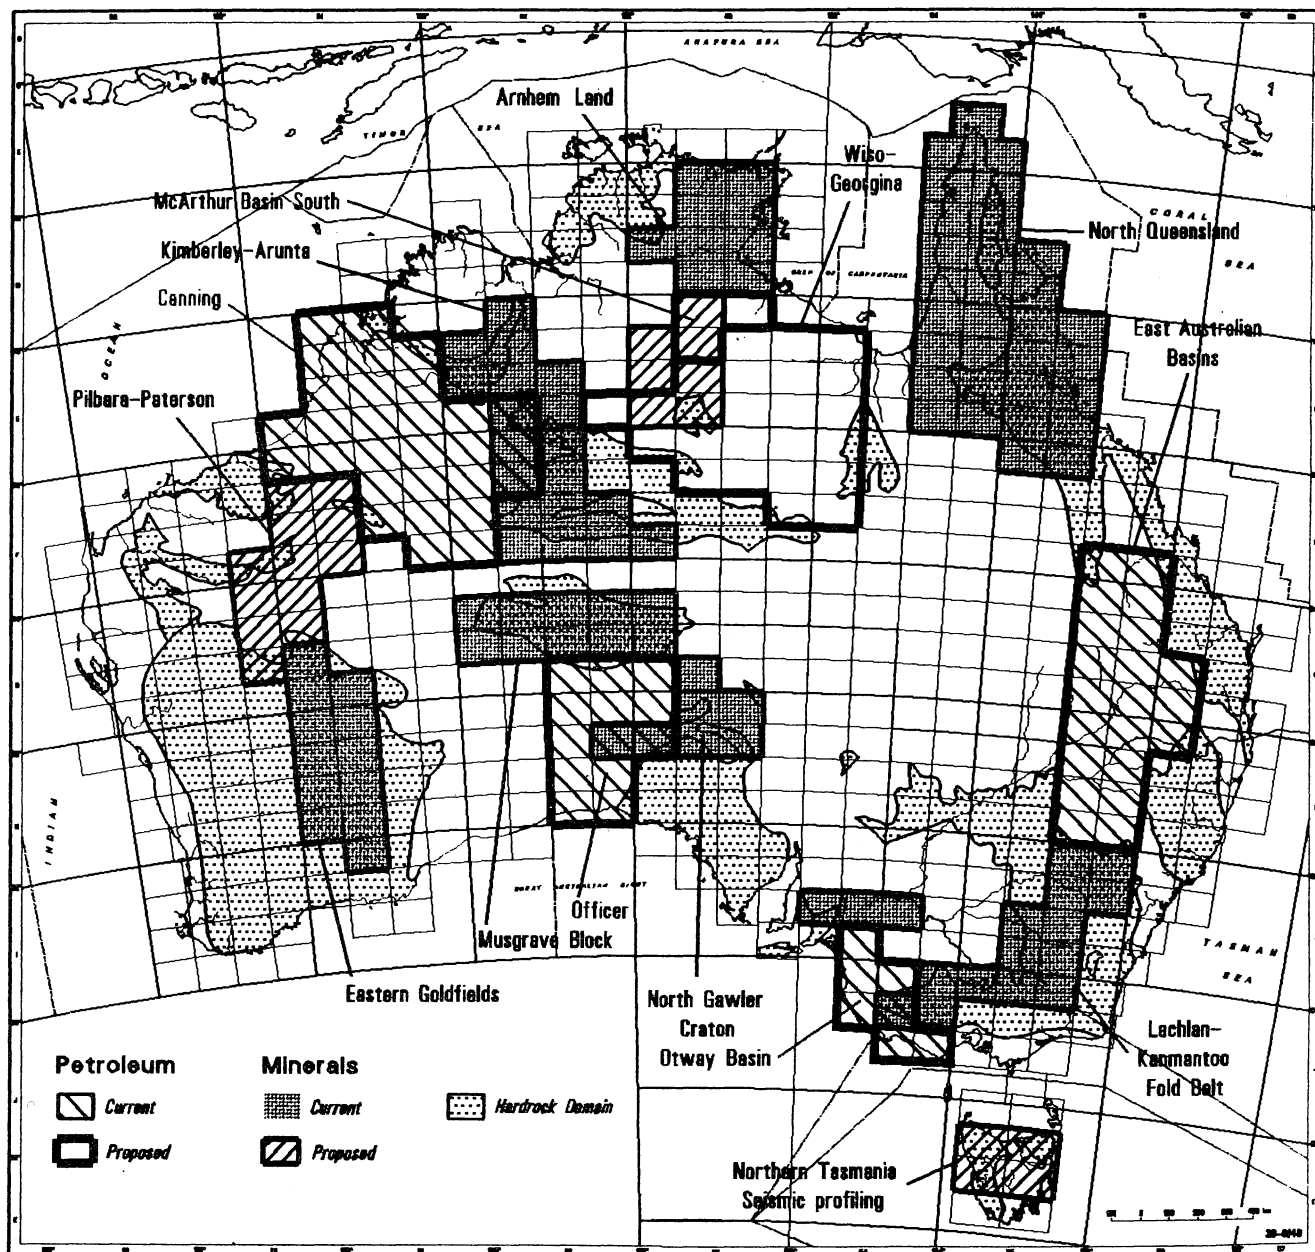 ARAFURA SEA
Arnhem Land
TIMOR
SEA
Wiso-
Georgina
McArthur Basin South
CORAL
North Queensland
SEA
Kimberley-Arunta
GULF OF CARPENTARIA
Canning
OCEAN
East Australian
Basins
Pilbara-Paterson
INDIAN
GREAT AUSTRALIAN BIGHT
Officer
Musgrave Block
TASMAN
SEA
Eastern Goldfields
North Gawler
Craton
Otway Basin
Lachlan-
Kanmantoo
Fold Belt
Petroleum
Minerals
Current
Current
Hardrock Domain
Proposed
Proposed
Northern Tasmania
Seismic profiling